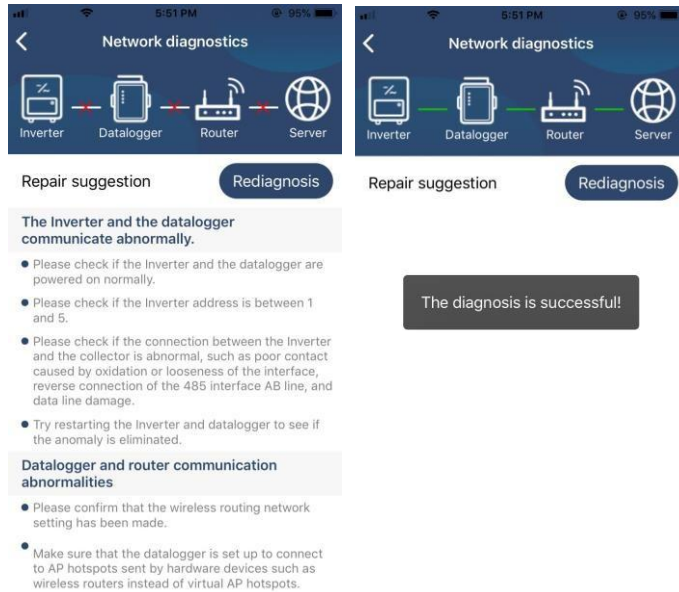 5:51 PM
95%
Network diagnostics
Inverter
Datalogger
Router
Server
Repair suggestion
Rediagnosis
The Inverter and the datalogger
communicate abnormally.
Please check if the Inverter and the datalogger are
powered on normally.
Please check if the Inverter address is between 1
and 5.
Please check if the connection between the Inverter
and the collector is abnormal, such as poor contact
caused by oxidation or looseness of the interface,
reverse connection of the 485 interface AB line, and
data line damage.
Try restarting the Inverter and datalogger to see if
the anomaly is eliminated.
Datalogger and router communication
abnormalities
Please confirm that the wireless routing network
setting has been made.
Make sure that the datalogger is set up to connect
to AP hotspots sent by hardware devices such as
wireless routers instead of virtual AP hotspots.
5:51 PM
95%
Network diagnostics
Inverter
Datalogger
Router
Server
Repair suggestion
Rediagnosis
The diagnosis is successful!